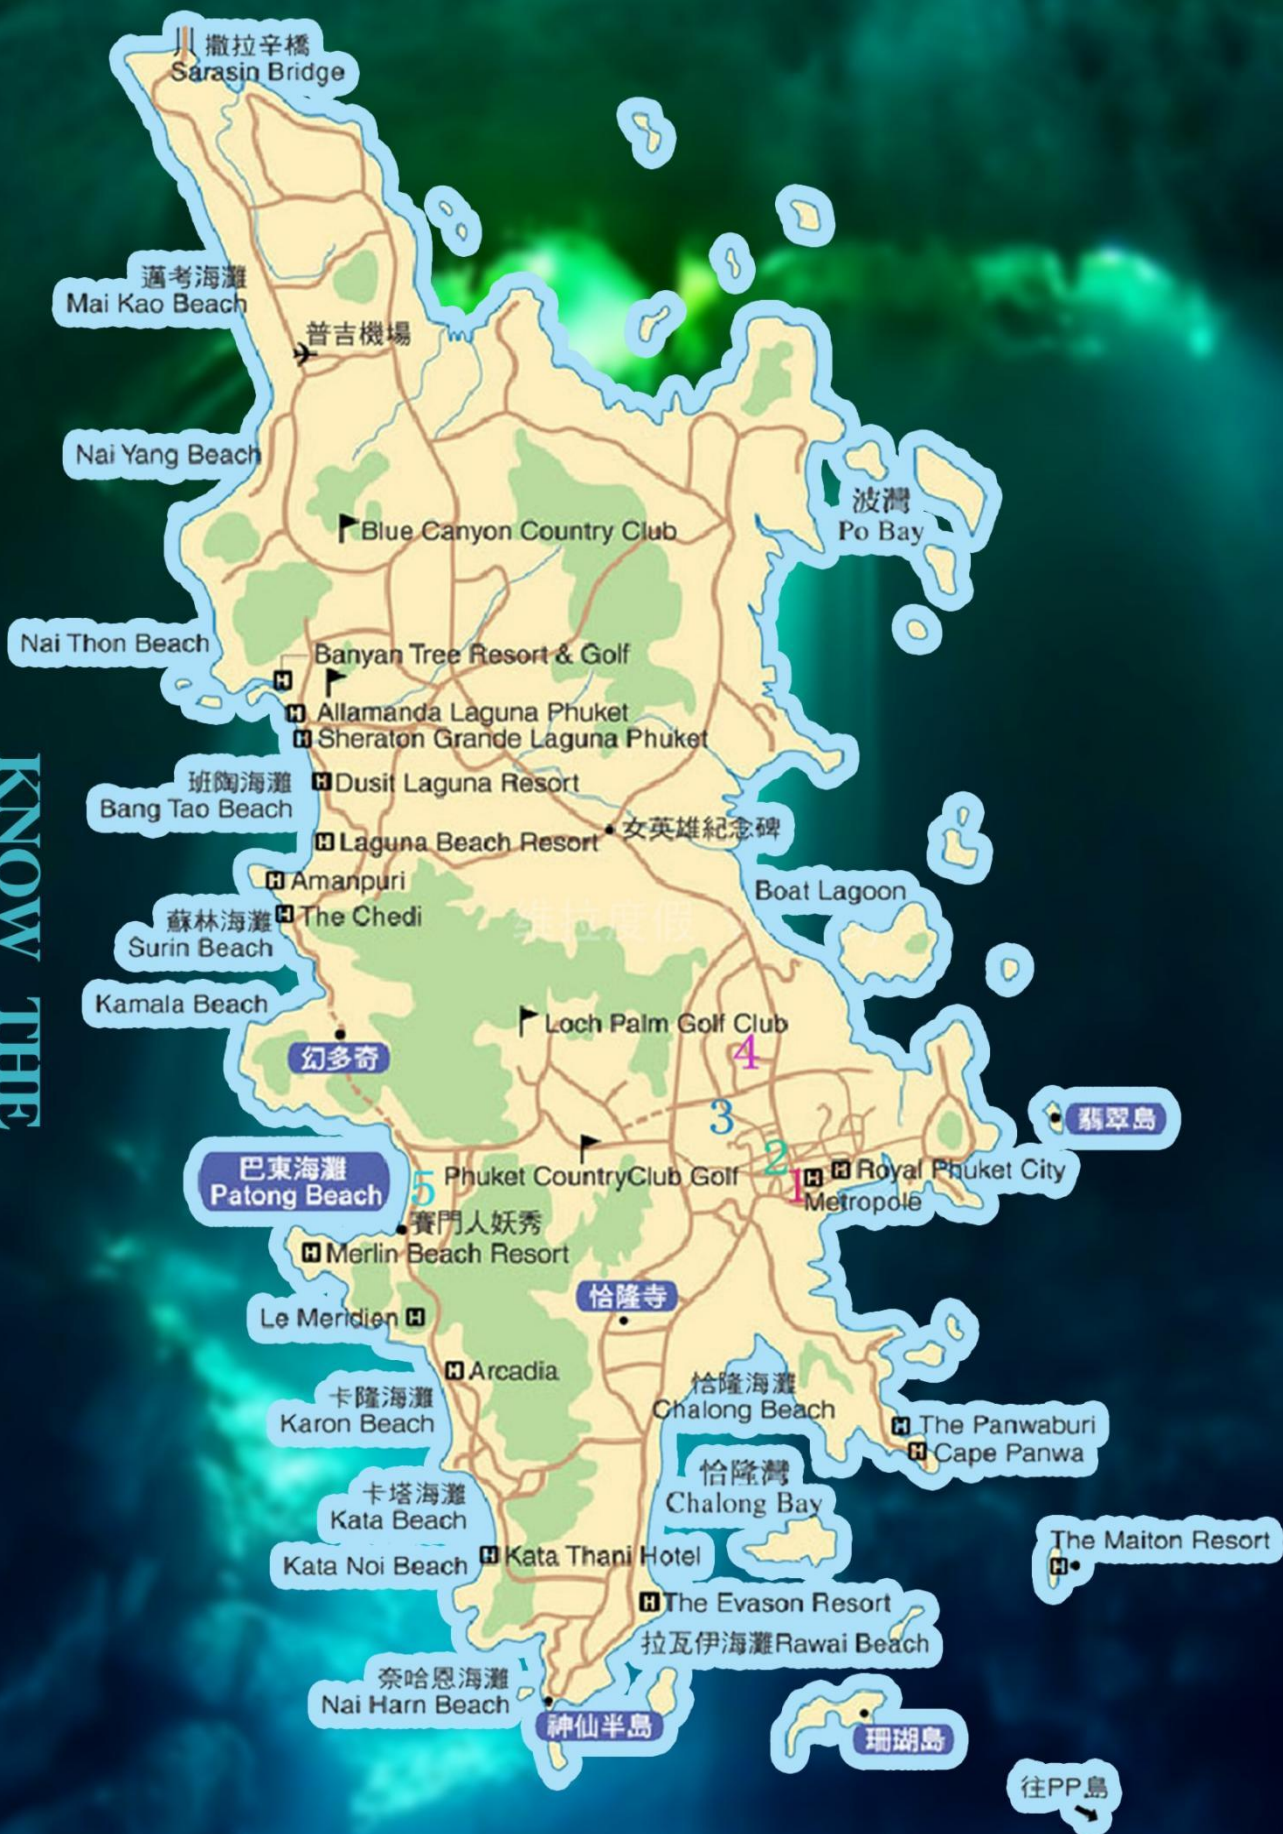 撒拉辛橋
Sarasin Bridge
邁考海灘
Mai Kao Beach
普吉機場
Nai Yang Beach
波灣
Po Bay
Blue Canyon Country Club
Nai Thon Beach
Banyan Tree Resort & Golf
H
H Allamanda Laguna Phuket
H Sheraton Grande Laguna Phuket
班陶海灘
Bang Tao Beach
H Dusit Laguna Resort
女英雄紀念碑
H Laguna Beach Resort
H Amanpuri
Boat Lagoon
蘇林海灘
Surin Beach
H The Chedi
维拉度假
Kamala Beach
Loch Palm Golf Club
4
幻多奇
3
翡翠島
巴東海灘
Patong Beach
5
Phuket CountryClub Golf
2
1
H
H Royal Phuket City
Metropole
賽門人妖秀
H Merlin Beach Resort
恰隆寺
Le Meridien H
H Arcadia
卡隆海灘
Karon Beach
恰隆海灘
Chalong Beach
H The Panwaburi
H Cape Panwa
恰隆灣
Chalong Bay
卡塔海灘
Kata Beach
Kata Noi Beach
H Kata Thani Hotel
The Maiton Resort
H
H The Evason Resort
拉瓦伊海灘Rawai Beach
奈哈恩海灘
Nai Harn Beach
神仙半島
珊瑚島
往PP島
KNOW THE